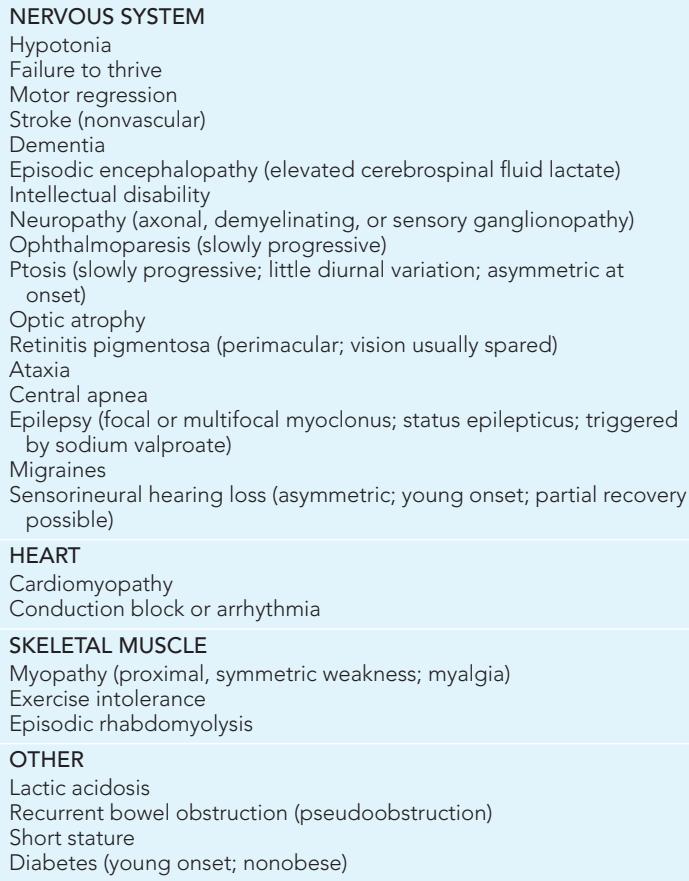 NERVOUS SYSTEM
Hypotonia
Failure to thrive
Motor regression
Stroke (nonvascular)
Dementia
Episodic encephalopathy (elevated cerebrospinal fluid lactate)
Intellectual disability
Neuropathy (axonal, demyelinating, or sensory ganglionopathy)
Ophthalmoparesis (slowly progressive)
Ptosis (slowly progressive; little diurnal variation; asymmetric at
onset)
Optic atrophy
Retinitis pigmentosa (perimacular; vision usually spared)
Ataxia
Central apnea
Epilepsy (focal or multifocal myoclonus; status epilepticus; triggered
by sodium valproate)
Migraines
Sensorineural hearing loss (asymmetric; young onset; partial recovery
possible)
HEART
Cardiomyopathy
Conduction block or arrhythmia
SKELETAL MUSCLE
Myopathy (proximal, symmetric weakness; myalgia)
Exercise intolerance
Episodic rhabdomyolysis
OTHER
Lactic acidosis
Recurrent bowel obstruction (pseudoobstruction)
Short stature
Diabetes (young onset; nonobese)